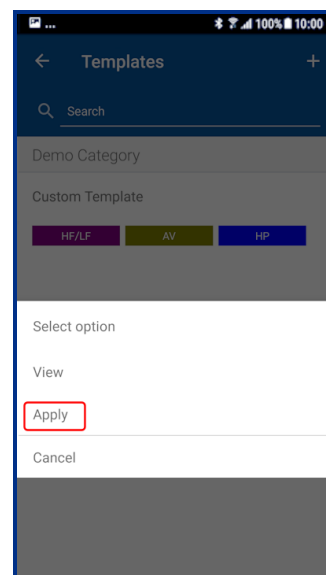 ... 100% 10:00
Templates
Search
Demo Category
Custom Template
HF/LF AV HP
Select option
View
Apply
Cancel